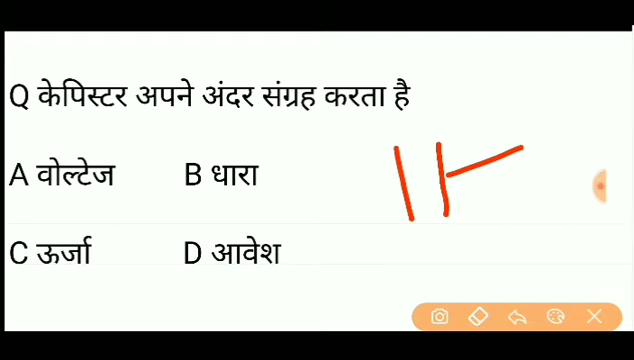 Q केपिस्टर अपने अंदर संग्रह करता है
A वोल्टेज B धारा
C ऊर्जा D आवेश